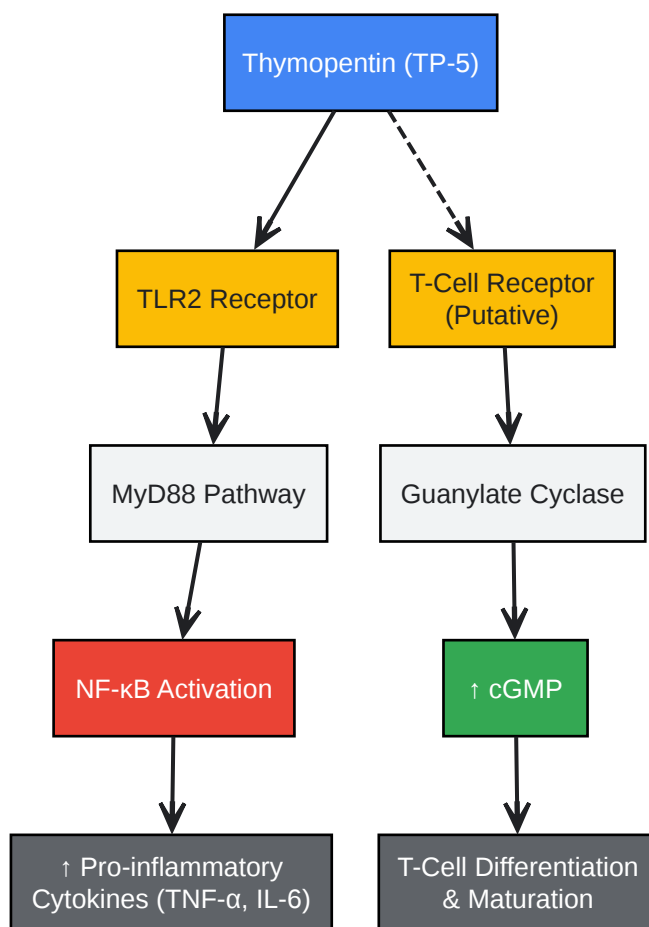 Thymopentin (TP-5)
TLR2 Receptor
T-Cell Receptor
(Putative)
MyD88 Pathway
Guanylate Cyclase
NF-κB Activation
↑ cGMP
↑ Pro-inflammatory
Cytokines (TNF-α, IL-6)
T-Cell Differentiation
& Maturation